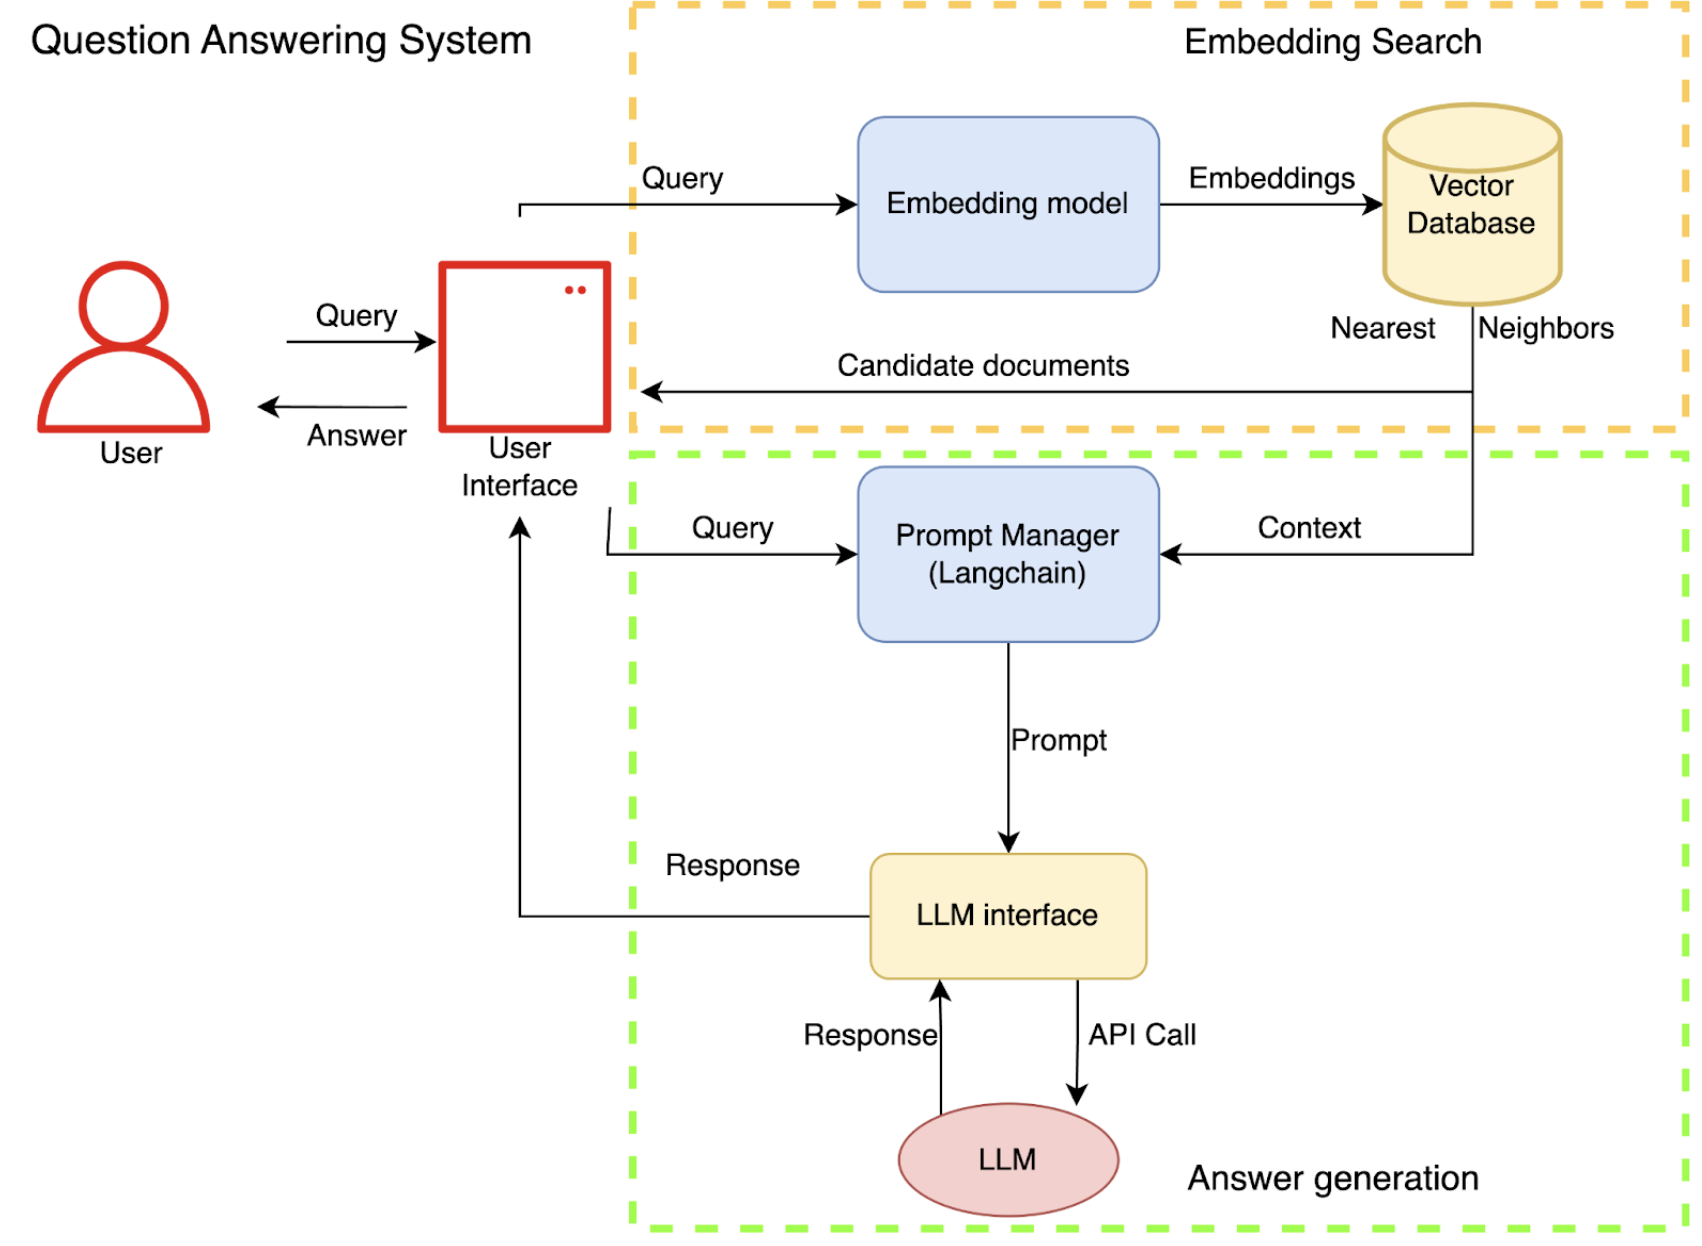 Question Answering System
Embedding Search
Query
Embedding model
Embeddings
Vector
Database
Nearest Neighbors
Candidate documents
Query
Answer
User
User
Interface
Query
Prompt Manager
(Langchain)
Context
Prompt
Response
LLM interface
Response
API Call
LLM
Answer generation